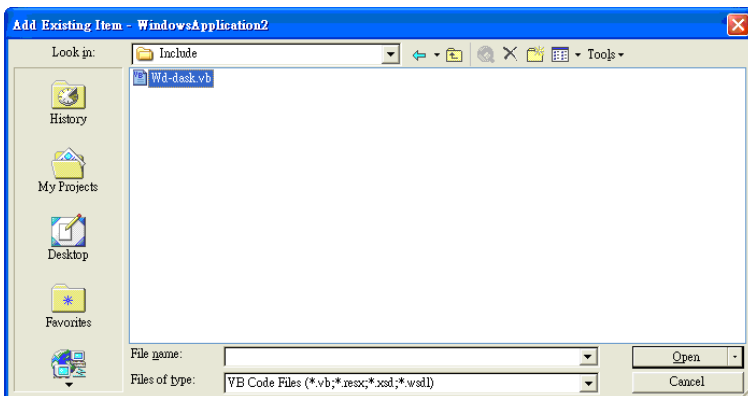 Add Existing Item - WindowsApplication2
Look in:
Include
Tools
Wd-dask.vb
History
My Projects
Desktop
Favorites
File name:
Open
Files of type:
VB Code Files (*.vb;*.resx;*.xsd;*.wsdl)
Cancel